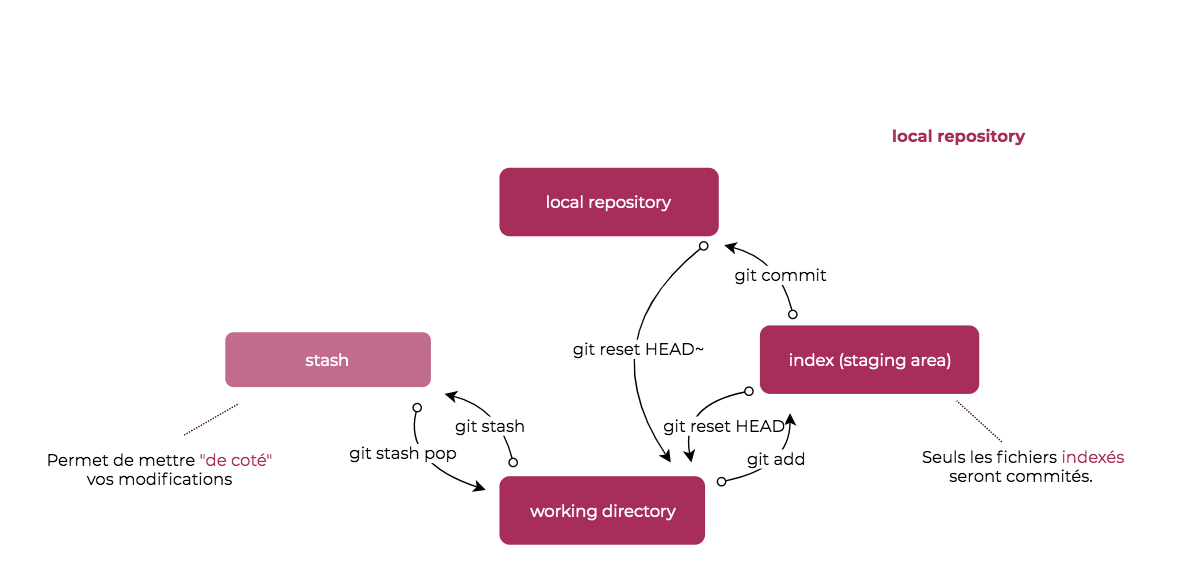 local repository
local repository
git commit
git reset HEAD~
stash
index (staging area)
git stash
git reset HEAD
git stash pop
git add
Permet de mettre "de coté"
vos modifications
Seuls les fichiers indexés
seront commités.
working directory